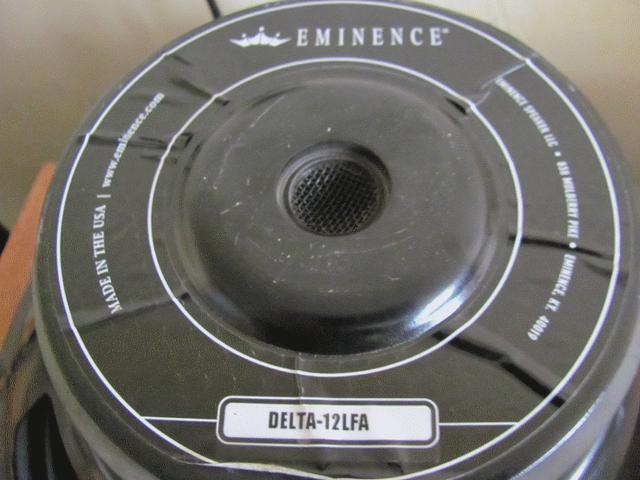 EMINENCE®
MADE IN THE USA | www.eminence.com
EMINENCE SPEAKER LLC • 838 MULBERRY PIKE • EMINENCE, KY. 40019
DELTA-12LFA